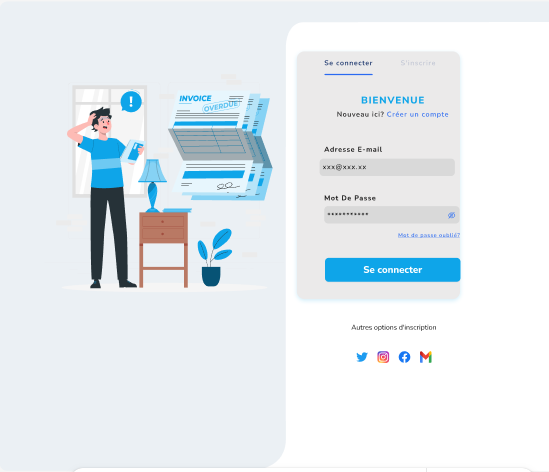 Se connecter
S'inscrire
BIENVENUE
Nouveau ici? Créer un compte
Adresse E-mail
xxx@xxx.xx
Mot De Passe
***********
Mot de passe oublié?
Se connecter
Autres options d'inscription
!
INVOICE
OVERDUE